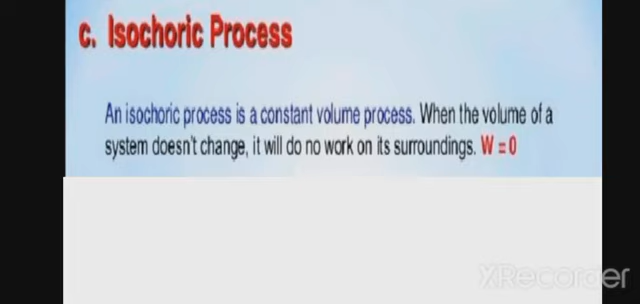 c. Isochoric Process
An isochoric process is a constant volume process. When the volume of a
system doesn't change, it will do no work on its surroundings. W = 0
XRecorder